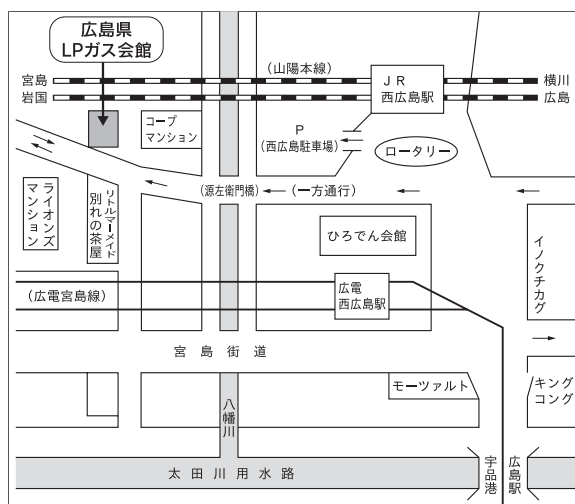 広島県
LPガス会館
(山陽本線)
宮島
岩国
JR
西広島駅
横川
広島
コープ
マンション
P
(西広島駐車場)
ロータリー
(源左衛門橋)
(一方通行)
ライオンズ
マンション
リトルマーメイド
別れの茶屋
ひろでん会館
イノクチカグ
(広電宮島線)
広電
西広島駅
宮島街道
モーツァルト
キング
コング
八幡川
太田川用水路
宇品港
広島駅